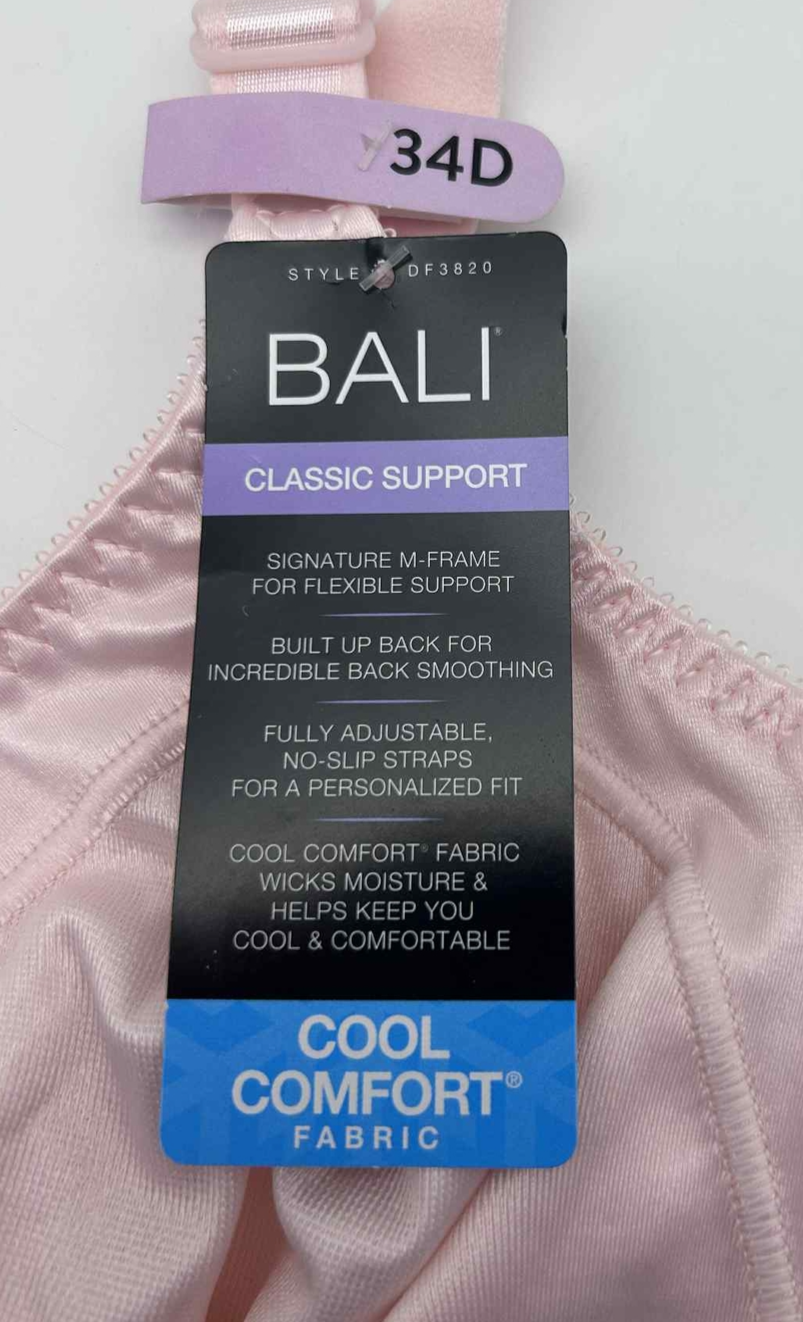 34D
STYLE DF3820
BALI®
CLASSIC SUPPORT
SIGNATURE M-FRAME
FOR FLEXIBLE SUPPORT
BUILT UP BACK FOR
INCREDIBLE BACK SMOOTHING
FULLY ADJUSTABLE,
NO-SLIP STRAPS
FOR A PERSONALIZED FIT
COOL COMFORT® FABRIC
WICKS MOISTURE &
HELPS KEEP YOU
COOL & COMFORTABLE
COOL
COMFORT®
FABRIC